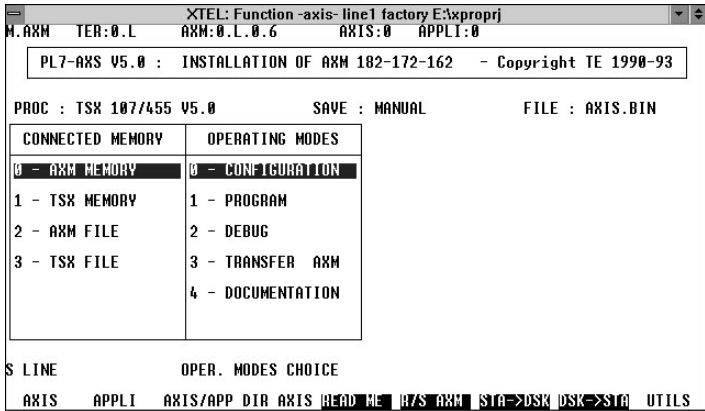 XTEL: Function -axis- line1 factory E:\xproprj
M.AXM TER:0.L AXM:0.L.0.6 AXIS:0 APPLI:0
PL7-AXS V5.0 : INSTALLATION OF AXM 182-172-162 - Copyright TE 1990-93
PROC : TSX 107/455 V5.0 SAVE : MANUAL FILE : AXIS.BIN
CONNECTED MEMORY OPERATING MODES
0 - AXM MEMORY 0 - CONFIGURATION
1 - TSX MEMORY 1 - PROGRAM
2 - AXM FILE 2 - DEBUG
3 - TSX FILE 3 - TRANSFER AXM
4 - DOCUMENTATION
S LINE OPER. MODES CHOICE
AXIS APPLI AXIS/APP DIR AXIS READ ME R/S AXM STA->DSK DSK->STA UTILS